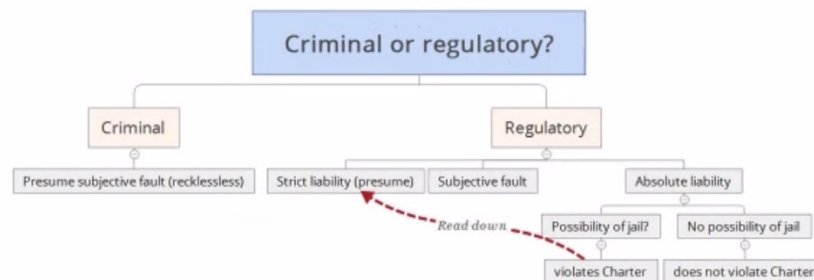 Criminal or regulatory?
Criminal
Regulatory
Presume subjective fault (recklessless)
Strict liability (presume)
Subjective fault
Absolute liability
Read down
Possibility of jail?
No possibility of jail
violates Charter
does not violate Charter